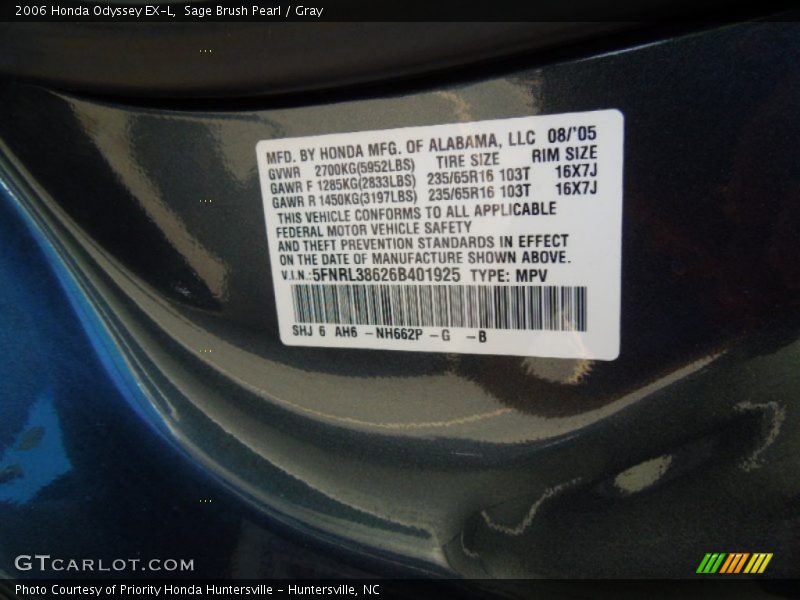 2006 Honda Odyssey EX-L,  Sage Brush Pearl / Gray
MFD. BY HONDA MFG. OF ALABAMA, LLC 08/'05
GVWR 2700KG(5952LBS) TIRE SIZE RIM SIZE
GAWR F 1285KG(2833LBS) 235/65R16 103T 16X7J
GAWR R 1450KG(3197LBS) 235/65R16 103T 16X7J
THIS VEHICLE CONFORMS TO ALL APPLICABLE
FEDERAL MOTOR VEHICLE SAFETY
AND THEFT PREVENTION STANDARDS IN EFFECT
ON THE DATE OF MANUFACTURE SHOWN ABOVE.
V.I.N.:5FNRL38626B401925 TYPE: MPV
SHJ 6 AH6 -NH662P -G -B
GTCARLOT.COM
Photo Courtesy of Priority Honda Huntersville - Huntersville, NC